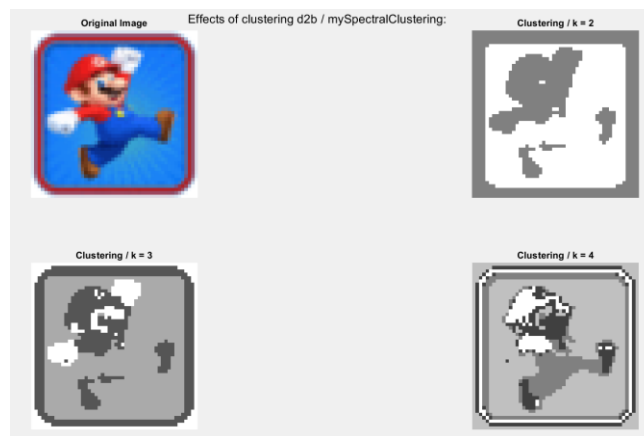 Effects of clustering d2b / mySpectralClustering:
Original Image
Clustering / k = 2
Clustering / k = 3
Clustering / k = 4